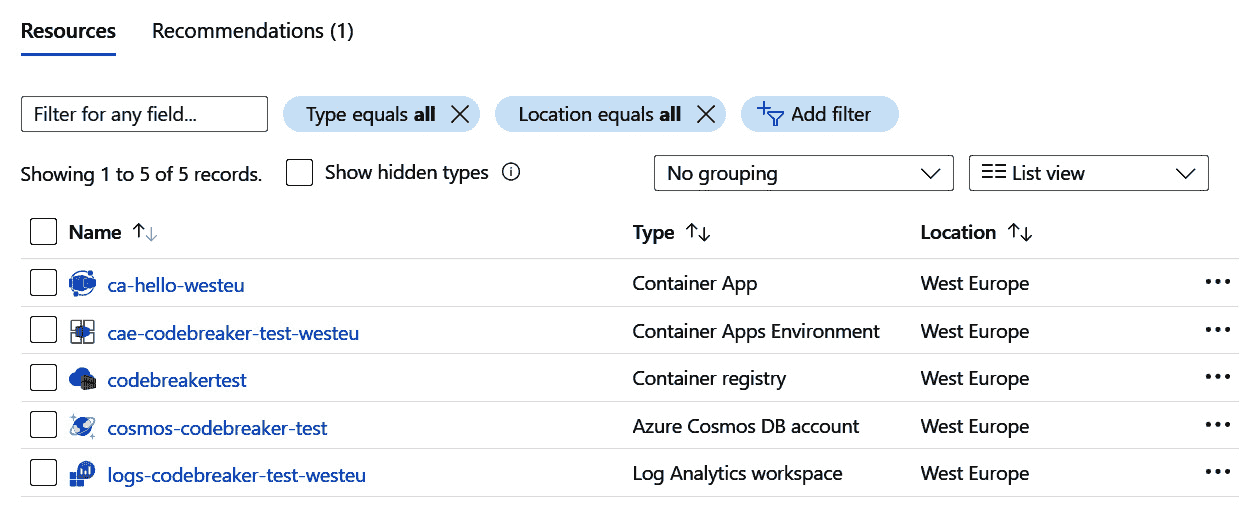 Resources Recommendations (1)
Filter for any field... Type equals all Location equals all Add filter
Showing 1 to 5 of 5 records. Show hidden types No grouping List view
Name Type Location
ca-hello-westeu Container App West Europe
cae-codebreaker-test-westeu Container Apps Environment West Europe
codebreakertest Container registry West Europe
cosmos-codebreaker-test Azure Cosmos DB account West Europe
logs-codebreaker-test-westeu Log Analytics workspace West Europe